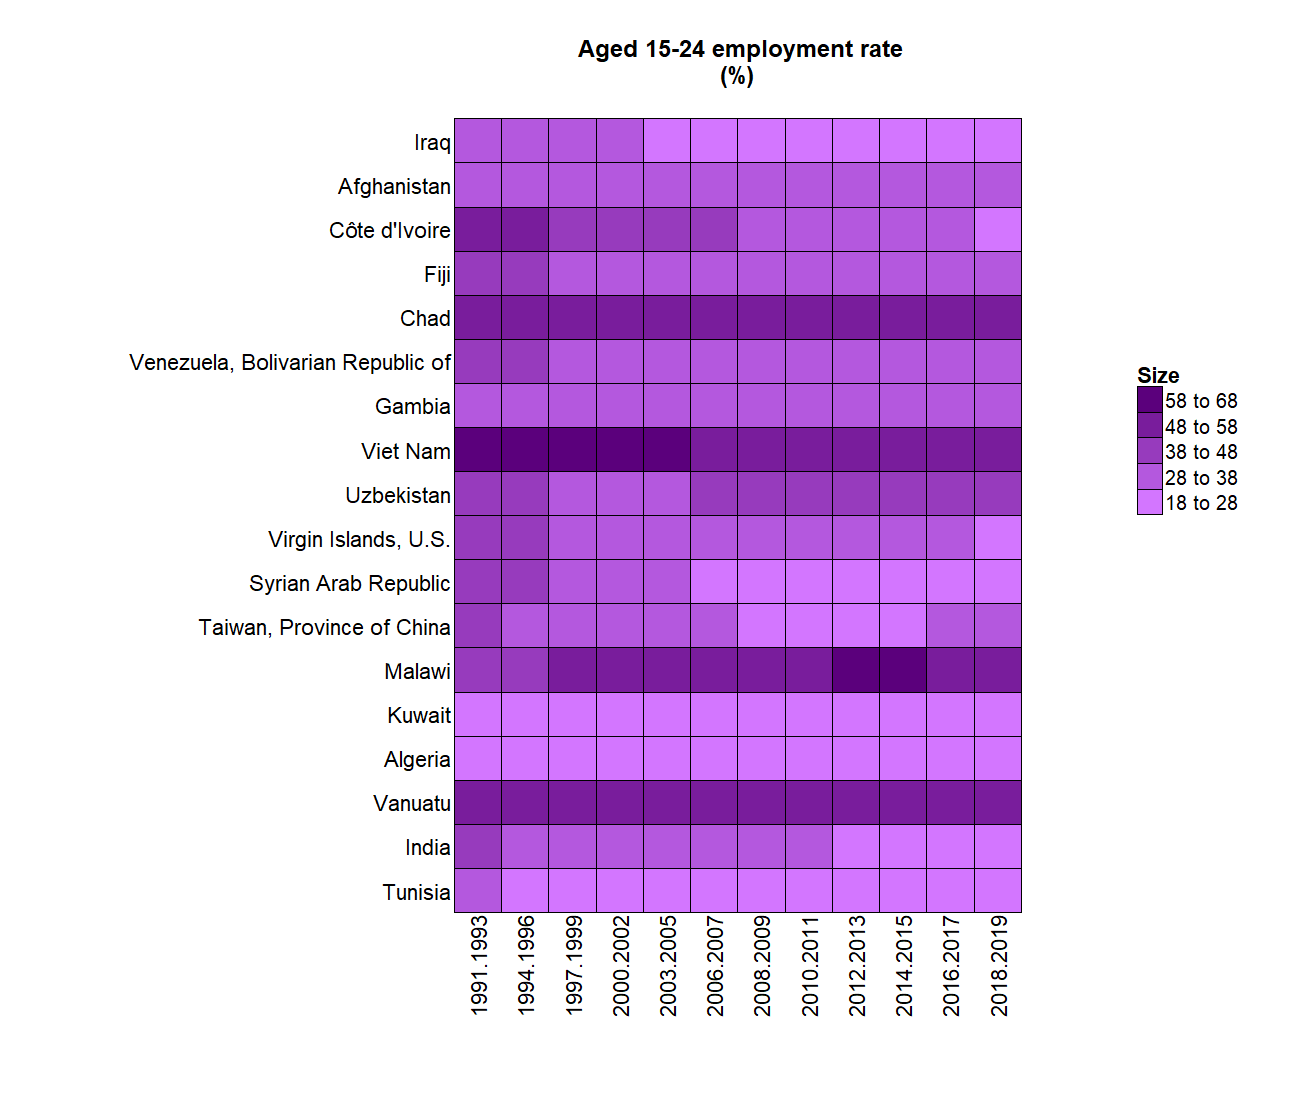 Aged 15-24 employment rate
(%)
Iraq
Afghanistan
Côte d'Ivoire
Fiji
Chad
Venezuela, Bolivarian Republic of
Gambia
Viet Nam
Uzbekistan
Virgin Islands, U.S.
Syrian Arab Republic
Taiwan, Province of China
Malawi
Kuwait
Algeria
Vanuatu
India
Tunisia
1991.1993
1994.1996
1997.1999
2000.2002
2003.2005
2006.2007
2008.2009
2010.2011
2012.2013
2014.2015
2016.2017
2018.2019
Size
58 to 68
48 to 58
38 to 48
28 to 38
18 to 28